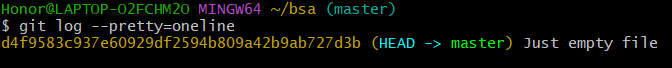 Honor@LAPTOP-O2FCHM2O MINGW64 ~/bsa (master)
$ git log --pretty=oneline
d4f9583c937e60929df2594b809a42b9ab727d3b (HEAD -> master) Just empty file